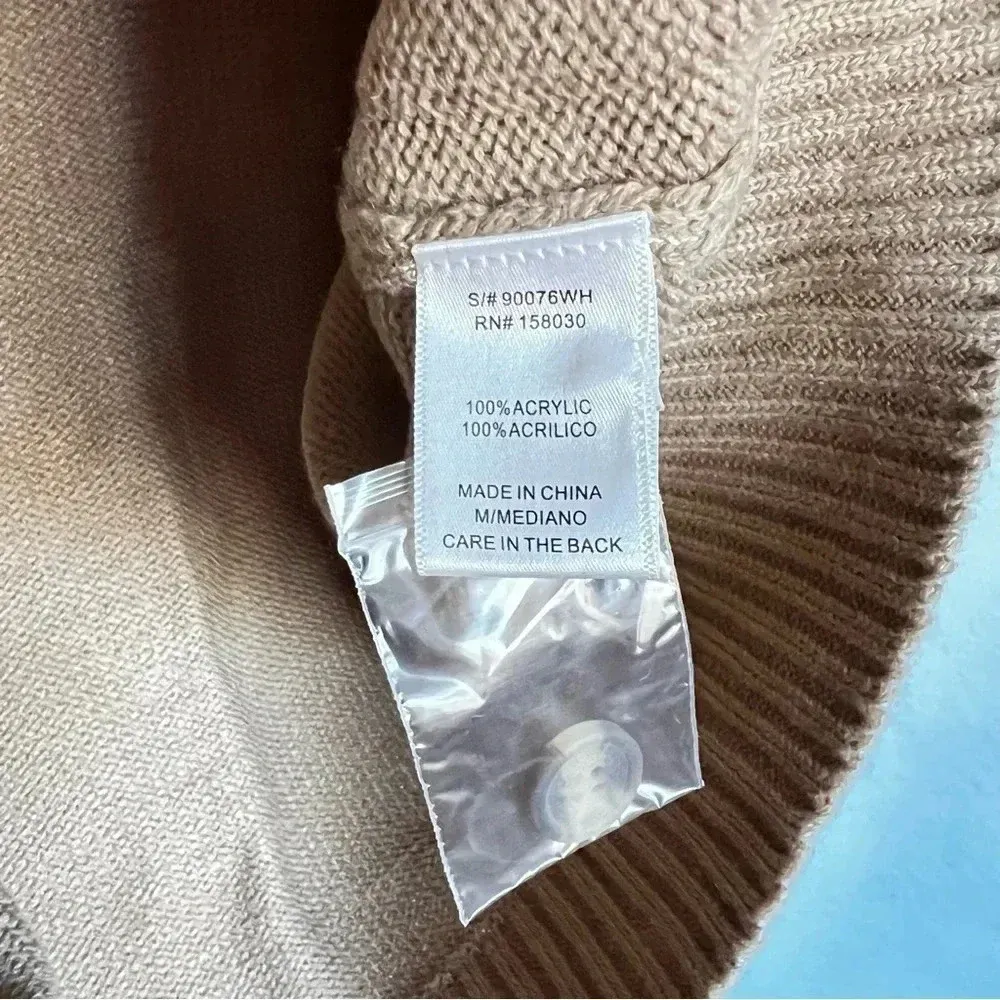 S/# 90076WH
RN# 158030
100% ACRYLIC
100% ACRILICO
MADE IN CHINA
M/MEDIANO
CARE IN THE BACK